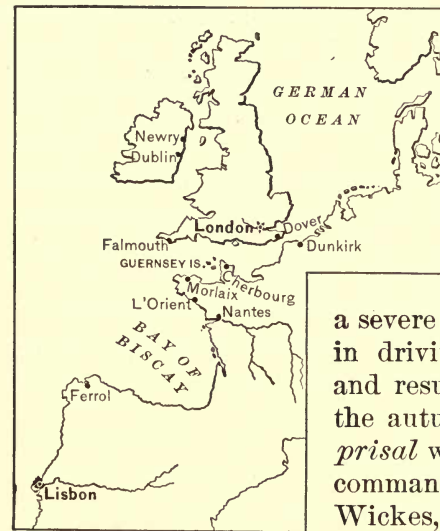 GERMAN
OCEAN
Newry
Dublin
London
Dover
Falmouth
Dunkirk
GUERNSEY IS.
Cherbourg
Morlaix
L'Orient
Nantes
BAY OF
BISCAY
Ferrol
Lisbon
a severe
in drivi
and resu
the autu
prisal w
comman
Wickes,